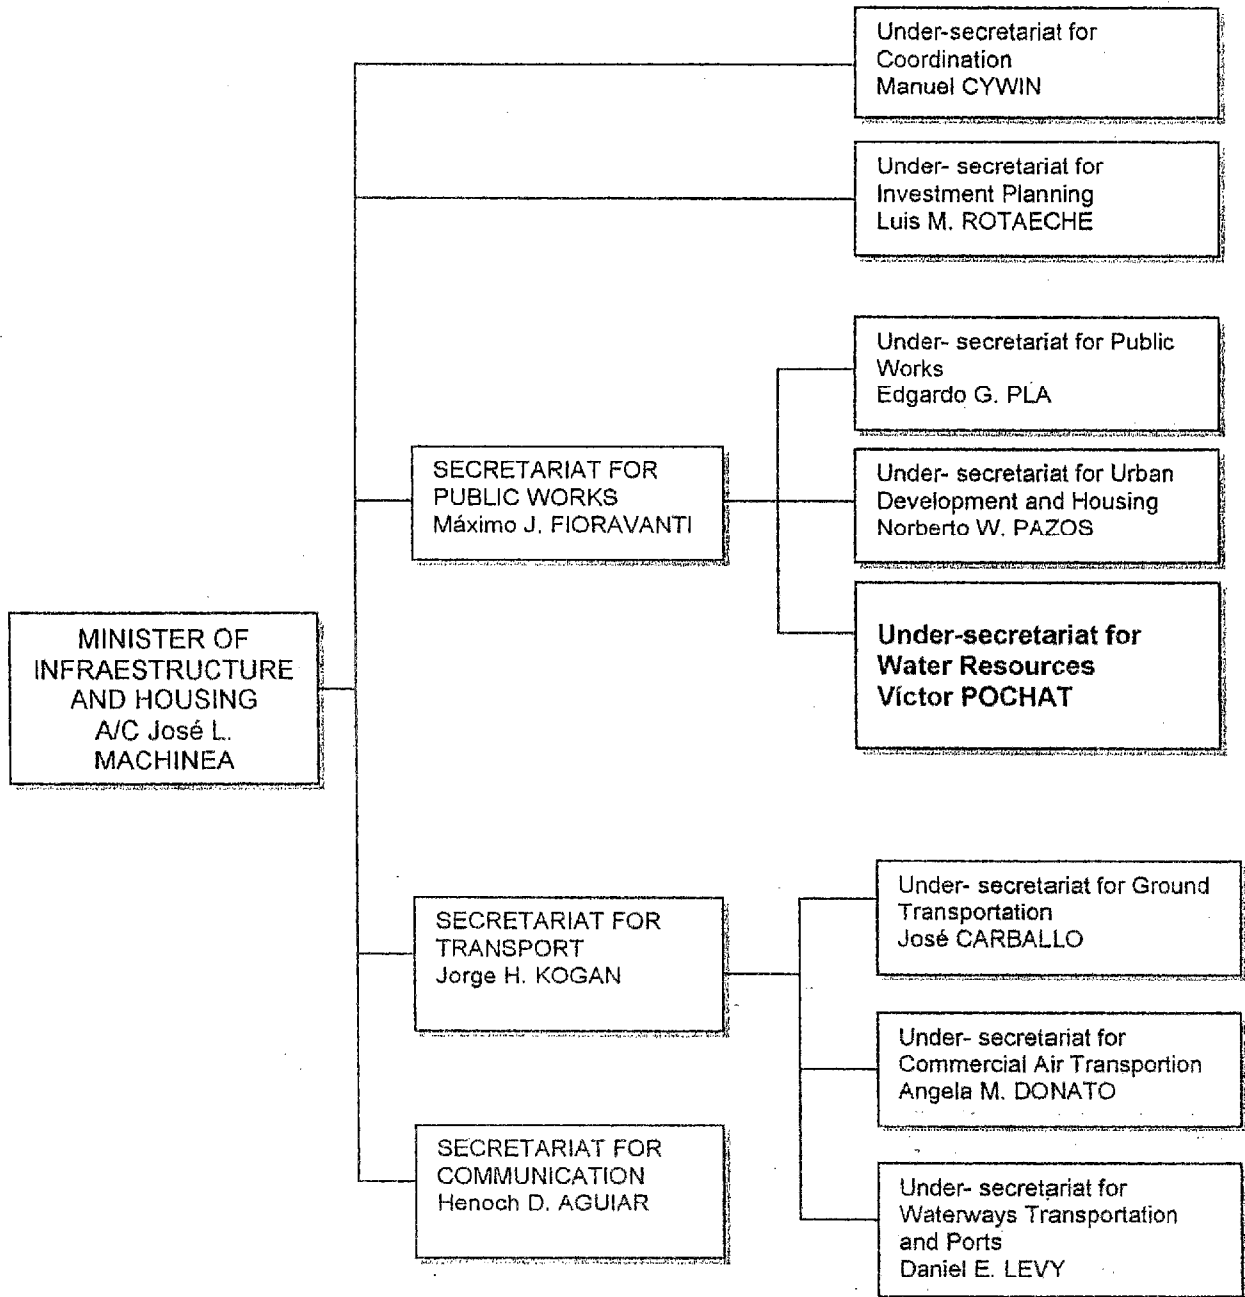 Under-secretariat for
Coordination
Manuel CYWIN
Under- secretariat for
Investment Planning
Luis M. ROTAECHE
Under- secretariat for Public
Works
Edgardo G. PLA
SECRETARIAT FOR
PUBLIC WORKS
Máximo J. FIORAVANTI
Under- secretariat for Urban
Development and Housing
Norberto W. PAZOS
Under-secretariat for
Water Resources
Víctor POCHAT
MINISTER OF
INFRAESTRUCTURE
AND HOUSING
A/C José L.
MACHINEA
SECRETARIAT FOR
TRANSPORT
Jorge H. KOGAN
Under- secretariat for Ground
Transportation
José CARBALLO
Under- secretariat for
Commercial Air Transportion
Angela M. DONATO
SECRETARIAT FOR
COMMUNICATION
Henoch D. AGUIAR
Under- secretariat for
Waterways Transportation
and Ports
Daniel E. LEVY